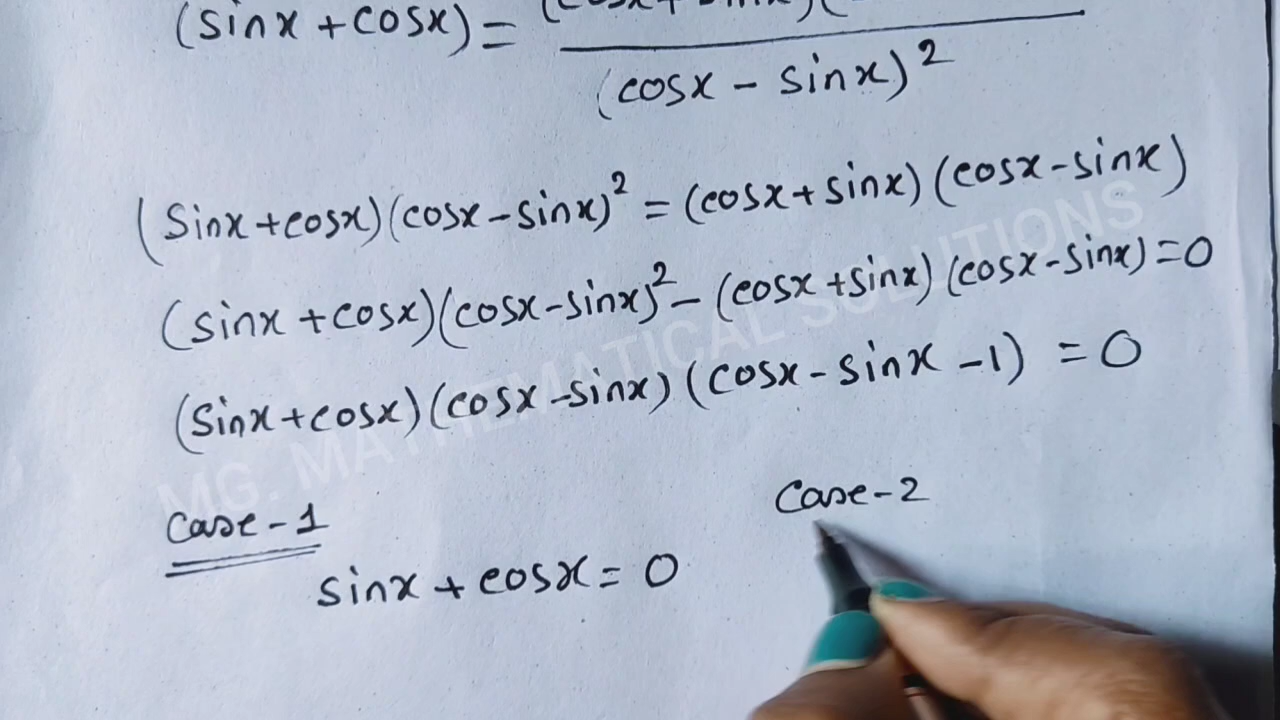 (sinx + cosx) =
(cosx - sinx)²
(Sinx + cosx)(cosx - sinx)² = (cosx + sinx)(cosx - sinx)
(sinx + cosx)(cosx - sinx)² - (cosx + sinx)(cosx - sinx) = 0
(sinx + cosx)(cosx - sinx)(cosx - sinx - 1) = 0
Case - 1
Case - 2
sinx + cosx = 0
MG. MATHEMATICAL SOLUTIONS